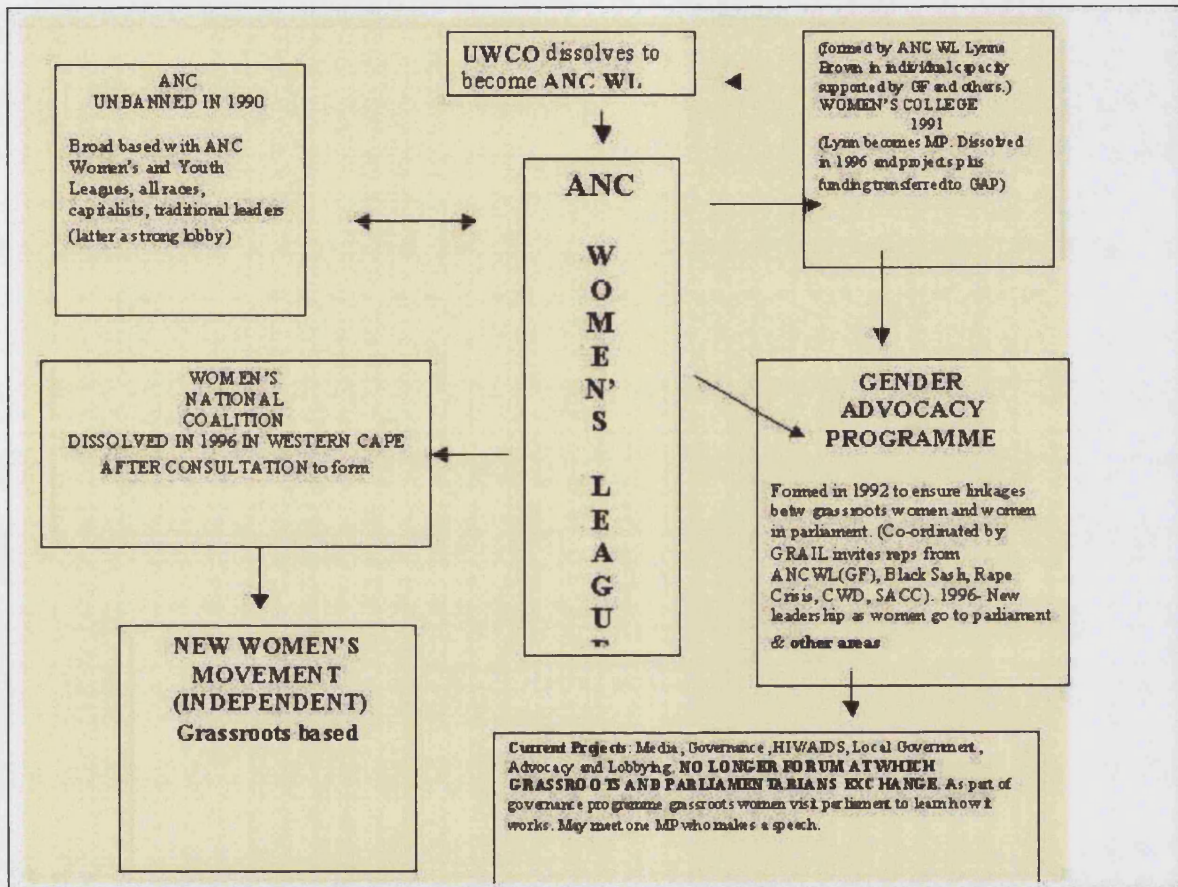 UWCO dissolves to
become ANC WL
ANC
UNBANNED IN 1990
Broad based with ANC
Women's and Youth
Leagues, all races,
capitalists, traditional leaders
(latter a strong lobby)
(formed by ANC WL Lynne
Brown in individual capacity
supported by GF and others.)
WOMEN'S COLLEGE
1991
(Lynn becomes MP. Dissolved
in 1996 and projects plus
funding transferred to GAP)
ANC
W
O
M
E
N'
S
L
E
A
G
U
E
WOMEN'S
NATIONAL
COALITION
DISSOLVED IN 1996 IN WESTERN CAPE
AFTER CONSULTATION to form
GENDER
ADVOCACY
PROGRAMME
Formed in 1992 to ensure linkages
betw grassroots women and women
in parliament. (Co-ordinated by
GRAIL invites reps from
ANCWL(GF), Black Sash, Rape
Crisis, CWD, SACC). 1996- New
leadership as women go to parliament
& other areas
NEW WOMEN'S
MOVEMENT
(INDEPENDENT)
Grassroots based
Current Projects: Media, Governance, HIV/AIDS, Local Government,
Advocacy and Lobbying. NO LONGER FORUM AT WHICH
GRASSROOTS AND PARLIAMENTARIANS EXCHANGE. As part of
governance programme grassroots women visit parliament to learn how it
works. May meet one MP who makes a speech.